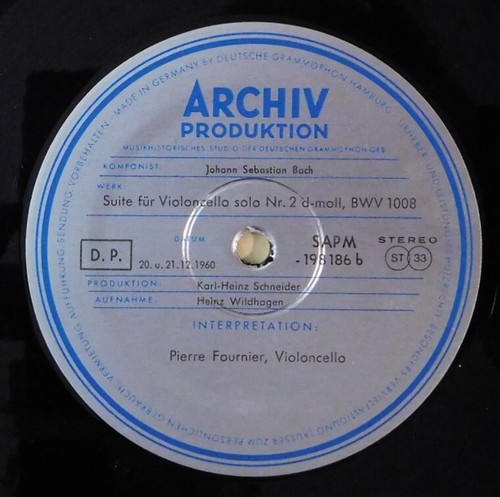 MADE IN GERMANY BY DEUTSCHE GRAMMOPHON HAMBURG
ARCHIV
PRODUKTION
MUSIKHISTORISCHES STUDIO DER DEUTSCHEN GRAMMOPHON GES.
KOMPONIST: Johann Sebastian Bach
WERK
Suite für Violoncello solo Nr. 2 d-moll, BWV 1008
D. P.
DATUM
20. u. 21. 12. 1960
SAPM
- 198 186 b
STEREO
ST 33
PRODUKTION: Karl-Heinz Schneider
AUFNAHME: Heinz Wildhagen
INTERPRETATION:
Pierre Fournier, Violoncello